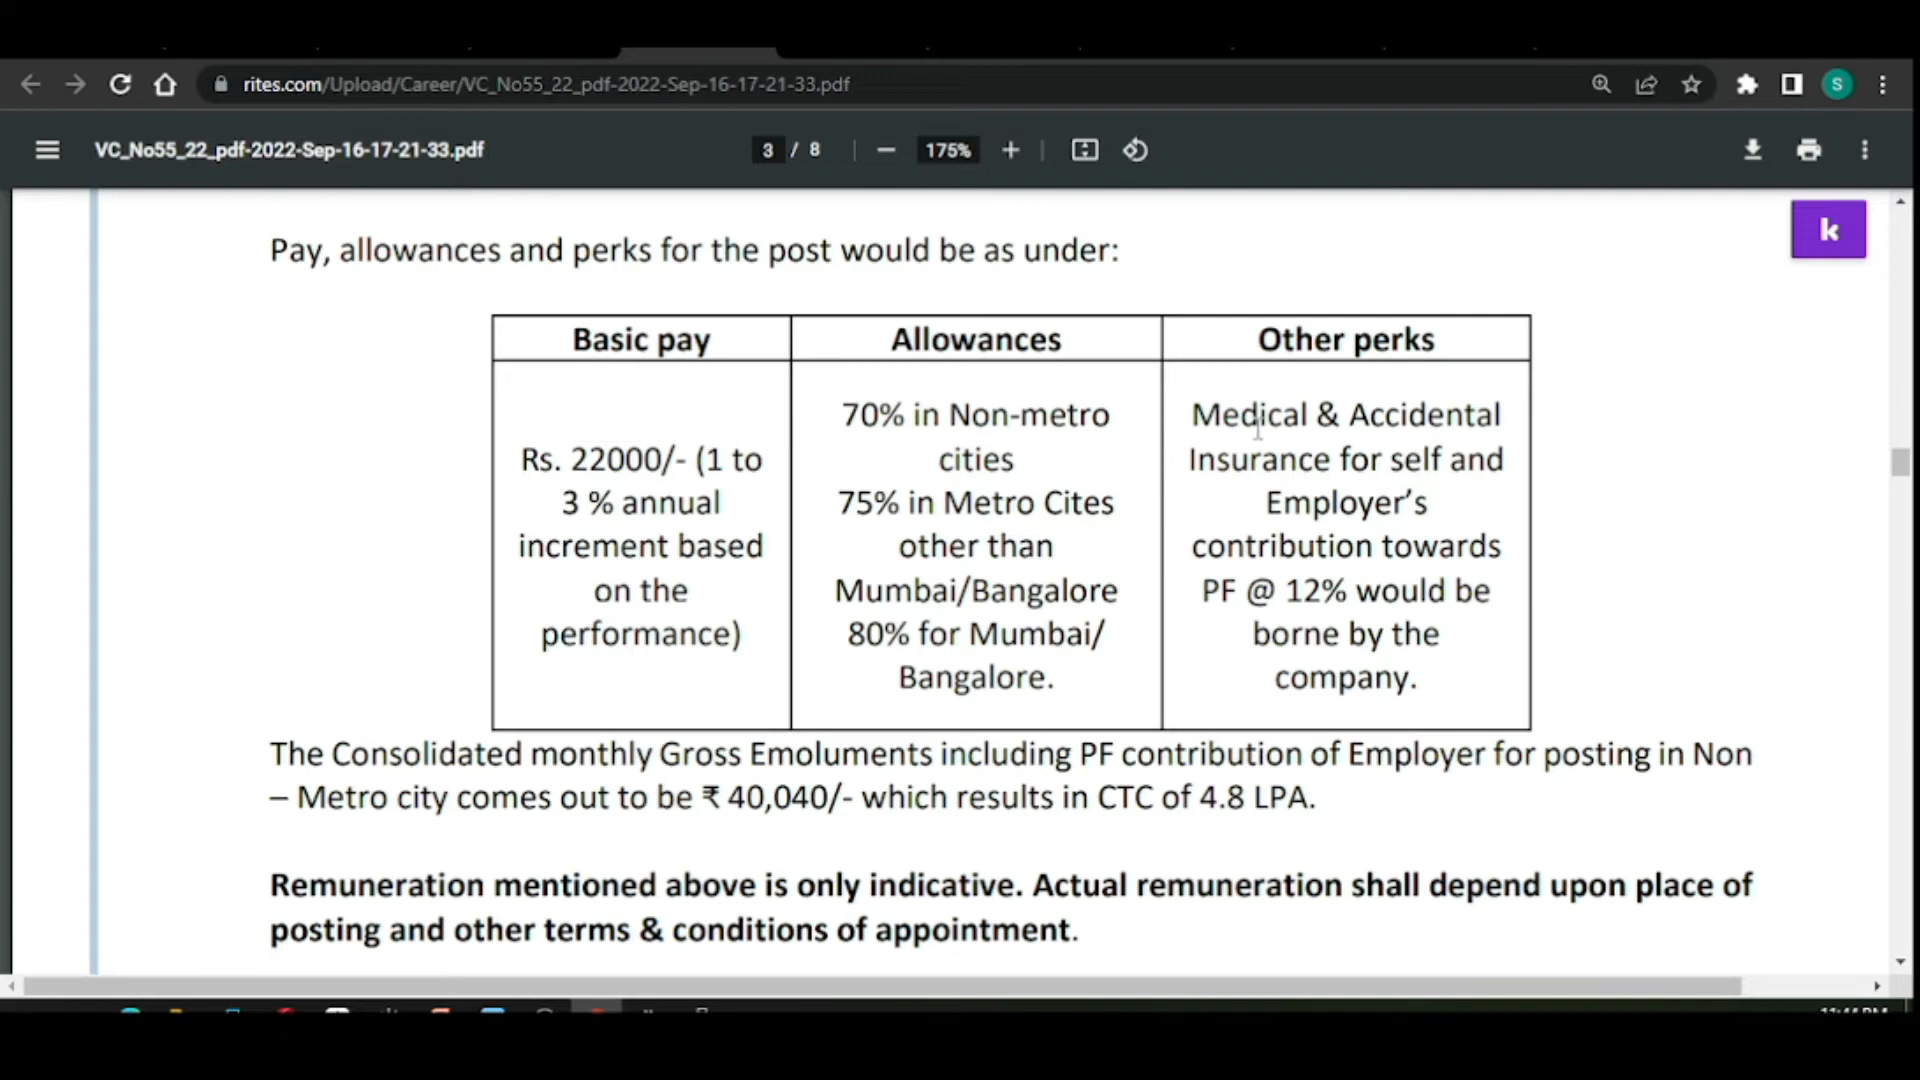 rites.com/Upload/Career/VC_No55_22_pdf-2022-Sep-16-17-21-33.pdf
S
VC_No55_22_pdf-2022-Sep-16-17-21-33.pdf
3 / 8
175%
k
Pay, allowances and perks for the post would be as under:
Basic pay
Allowances
Other perks
Rs. 22000/- (1 to
3 % annual
increment based
on the
performance)
70% in Non-metro
cities
75% in Metro Cites
other than
Mumbai/Bangalore
80% for Mumbai/
Bangalore.
Medical & Accidental
Insurance for self and
Employer’s
contribution towards
PF @ 12% would be
borne by the
company.
The Consolidated monthly Gross Emoluments including PF contribution of Employer for posting in Non
– Metro city comes out to be ₹ 40,040/- which results in CTC of 4.8 LPA.
Remuneration mentioned above is only indicative. Actual remuneration shall depend upon place of
posting and other terms & conditions of appointment.